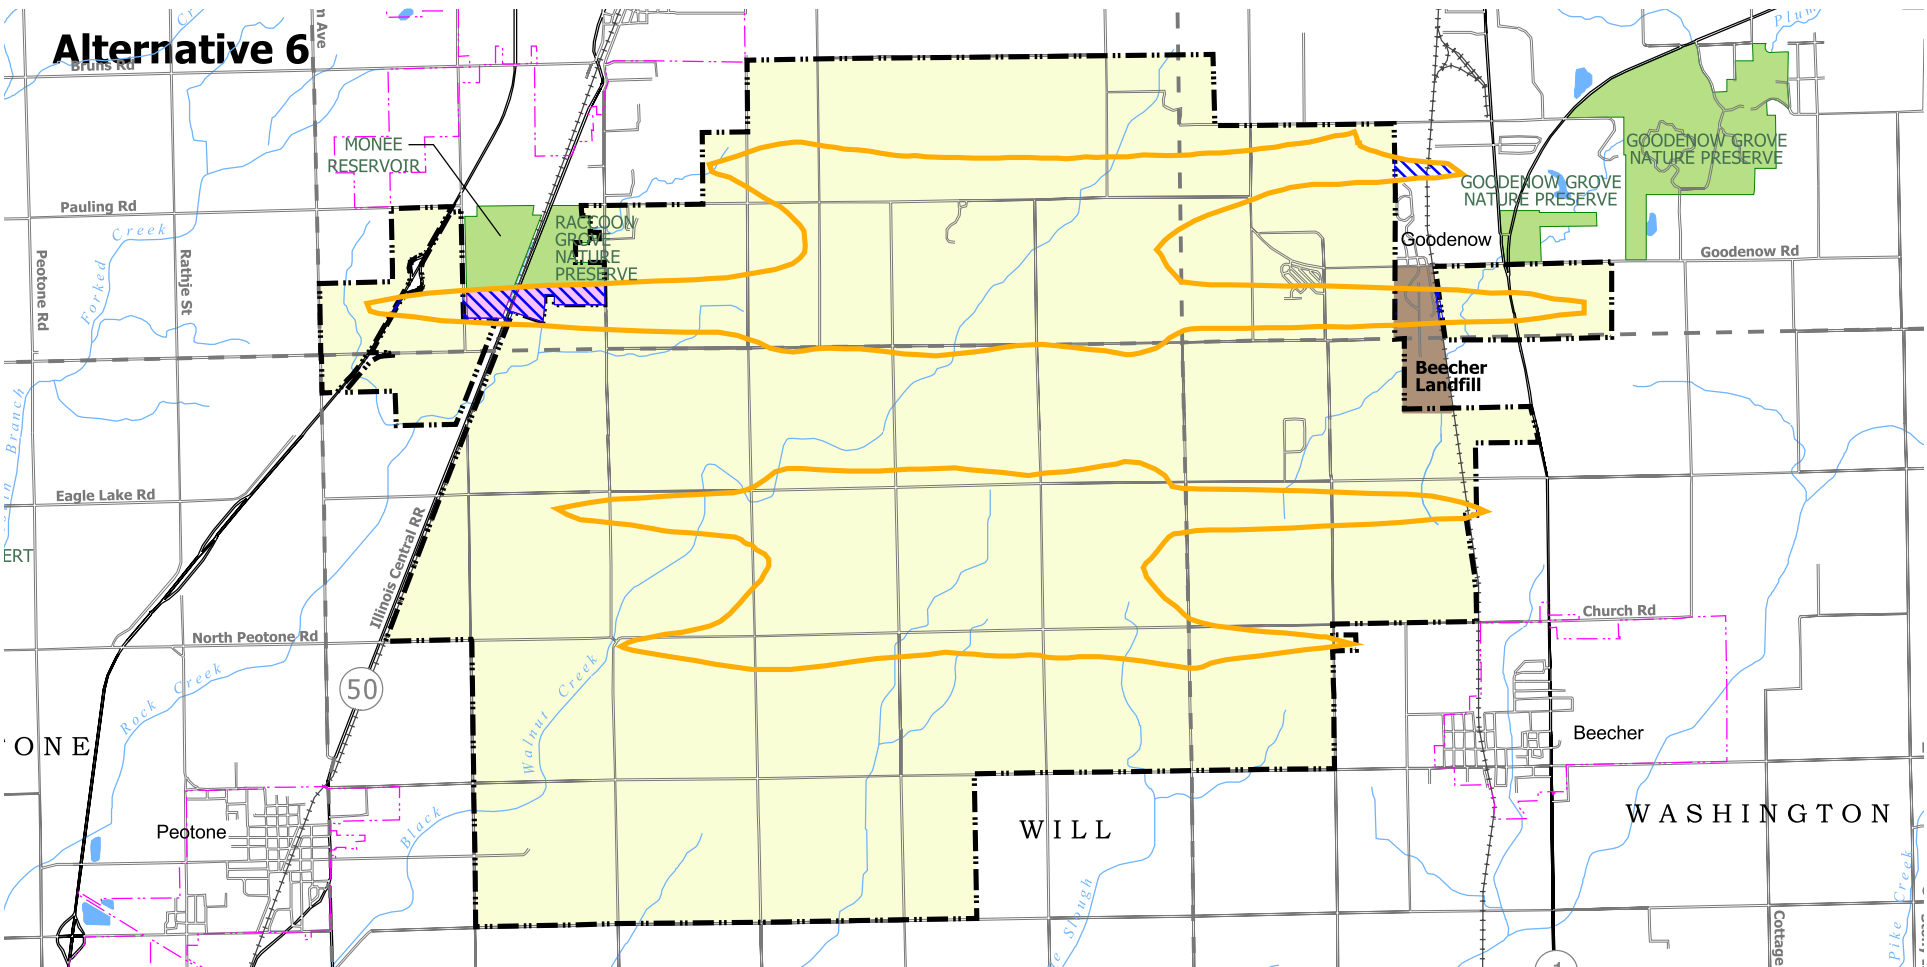 Alternative 6
Bruns Rd
n Ave
Cr
Plum
MONEE
RESERVOIR
GOODENOW GROVE
NATURE PRESERVE
GOODENOW GROVE
NATURE PRESERVE
Pauling Rd
Creek
Forked
Peotone Rd
Rathje St
RACCOON
GROVE
NATURE
PRESERVE
Goodenow
Goodenow Rd
Beecher
Landfill
Branch
Eagle Lake Rd
Illinois Central RR
ERT
North Peotone Rd
Church Rd
50
Rock Creek
Walnut Creek
ONE
Beecher
Peotone
Black
WILL
WASHINGTON
Slough
Pike Creek
Cottage
1